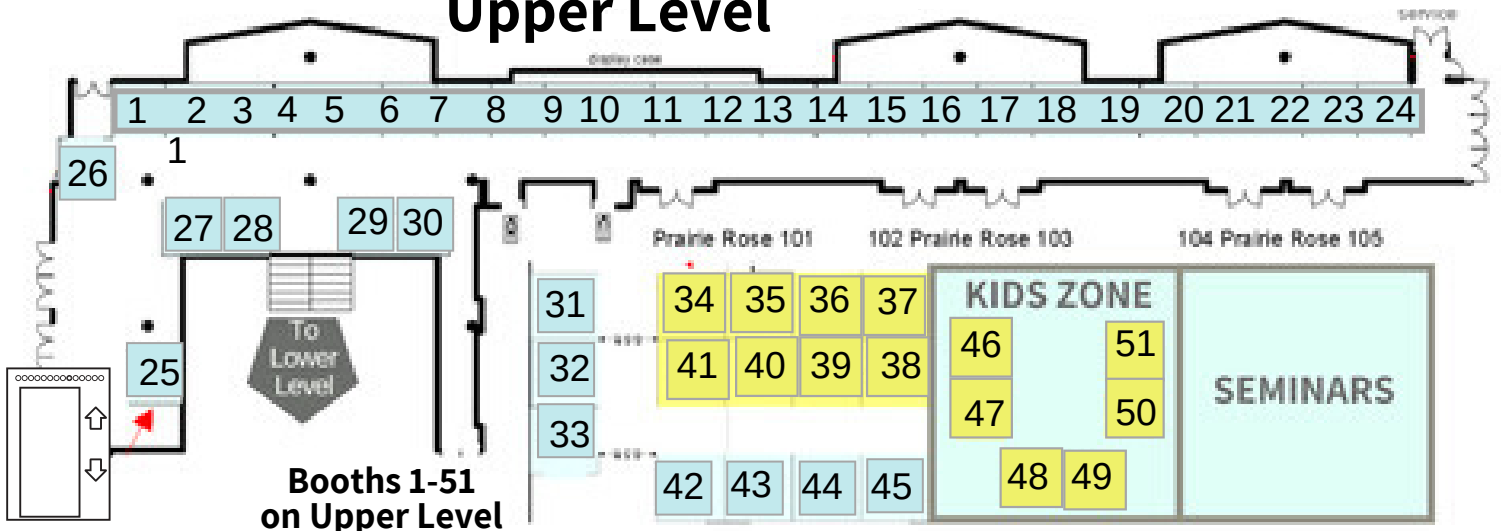 Upper Level
service
display case
1 2 3 4 5 6 7 8 9 10 11 12 13 14 15 16 17 18 19 20 21 22 23 24
1
26
27 28 29 30
Prairie Rose 101 102 Prairie Rose 103 104 Prairie Rose 105
31 34 35 36 37 KIDS ZONE
46 51
To
Lower
Level
25 32 41 40 39 38
SEMINARS
33 47 50
42 43 44 45 48 49
Booths 1-51
on Upper Level